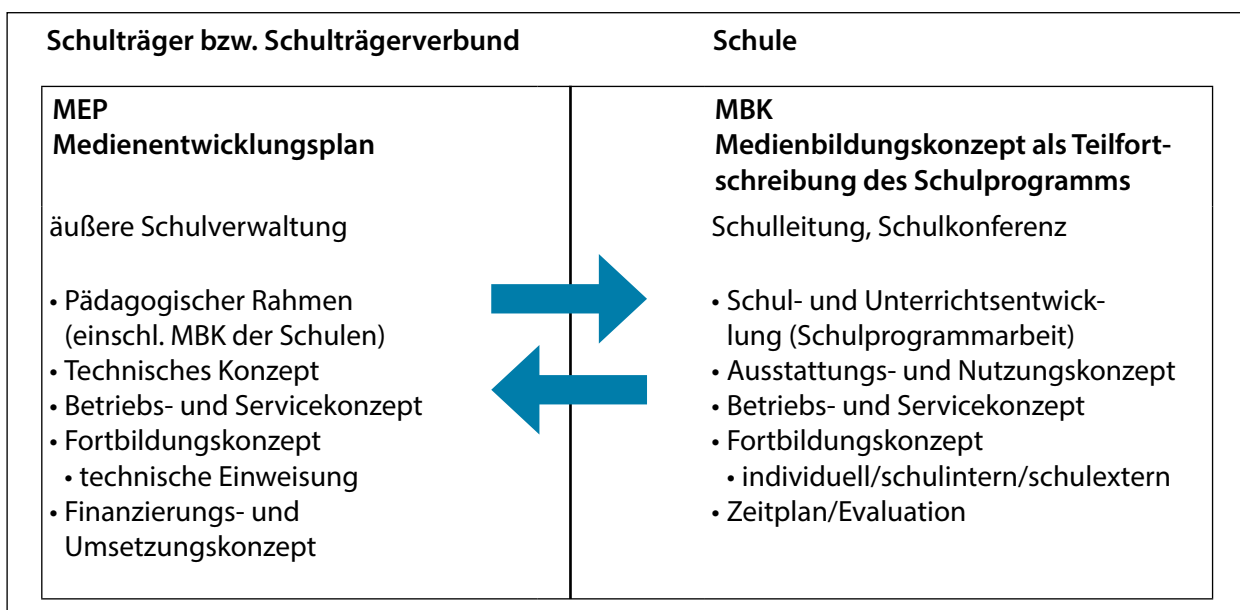 Schulträger bzw. Schulträgerverbund
Schule
MEP
Medienentwicklungsplan
äußere Schulverwaltung
• Pädagogischer Rahmen
(einschl. MBK der Schulen)
• Technisches Konzept
• Betriebs- und Servicekonzept
• Fortbildungskonzept
• technische Einweisung
• Finanzierungs- und
Umsetzungskonzept
MBK
Medienbildungskonzept als Teilfort-
schreibung des Schulprogramms
Schulleitung, Schulkonferenz
• Schul- und Unterrichtsentwick-
lung (Schulprogrammarbeit)
• Ausstattungs- und Nutzungskonzept
• Betriebs- und Servicekonzept
• Fortbildungskonzept
• individuell/schulintern/schulextern
• Zeitplan/Evaluation